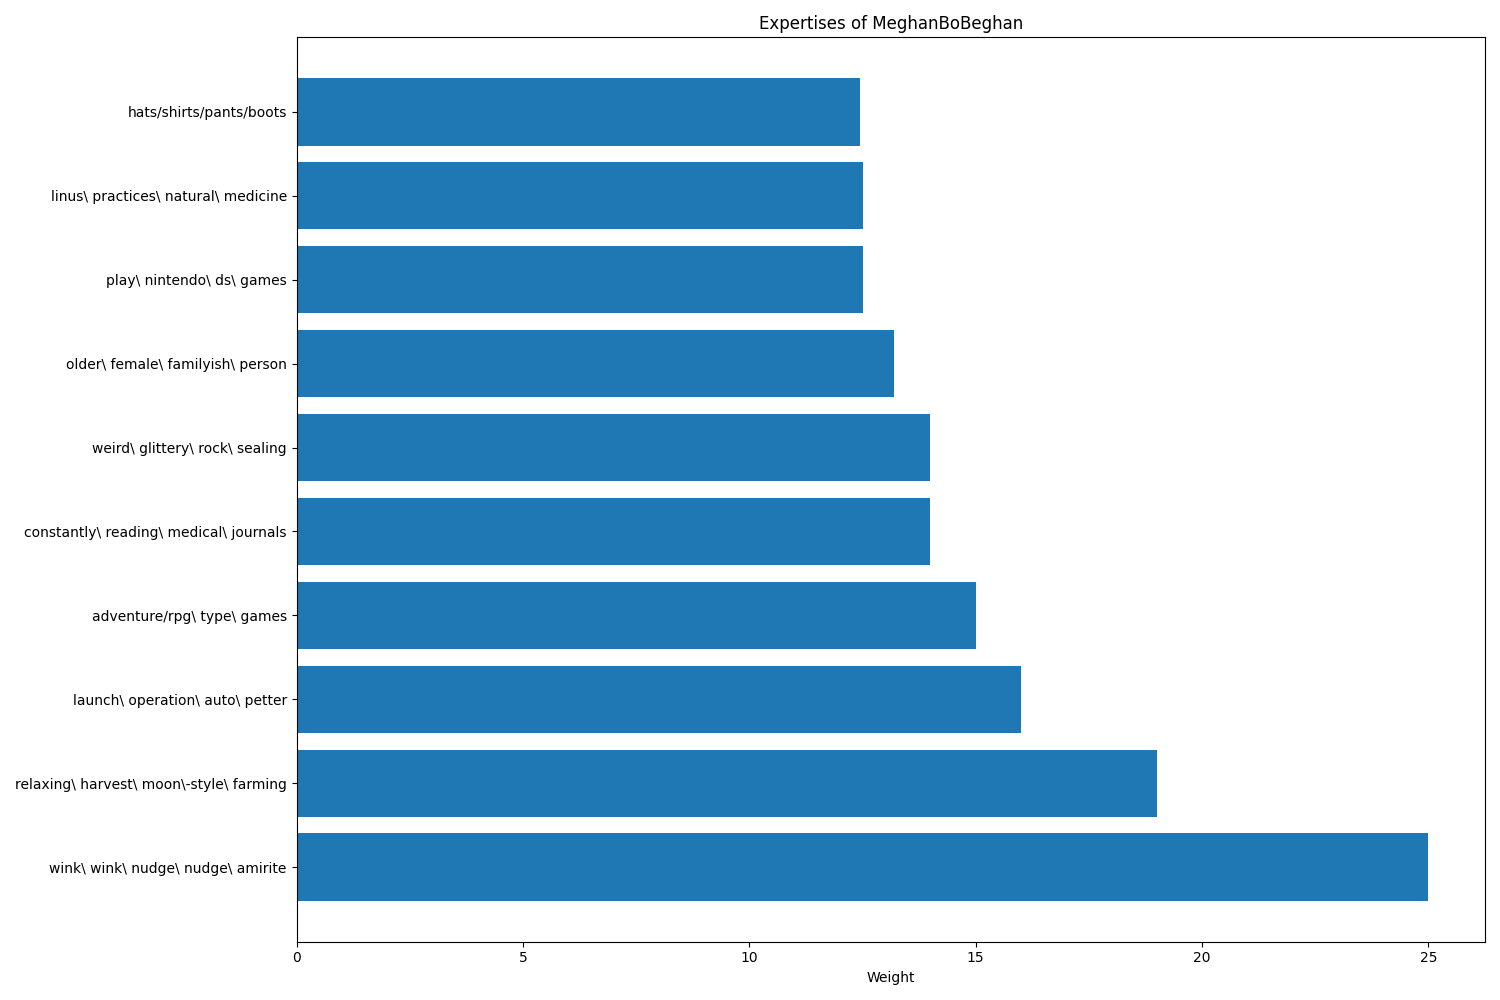 Expertises of MeghanBoBeghan
hats/shirts/pants/boots
linus\ practices\ natural\ medicine
play\ nintendo\ ds\ games
older\ female\ familyish\ person
weird\ glittery\ rock\ sealing
constantly\ reading\ medical\ journals
adventure/rpg\ type\ games
launch\ operation\ auto\ petter
relaxing\ harvest\ moon\-style\ farming
wink\ wink\ nudge\ nudge\ amirite
0 5 10 15 20 25
Weight